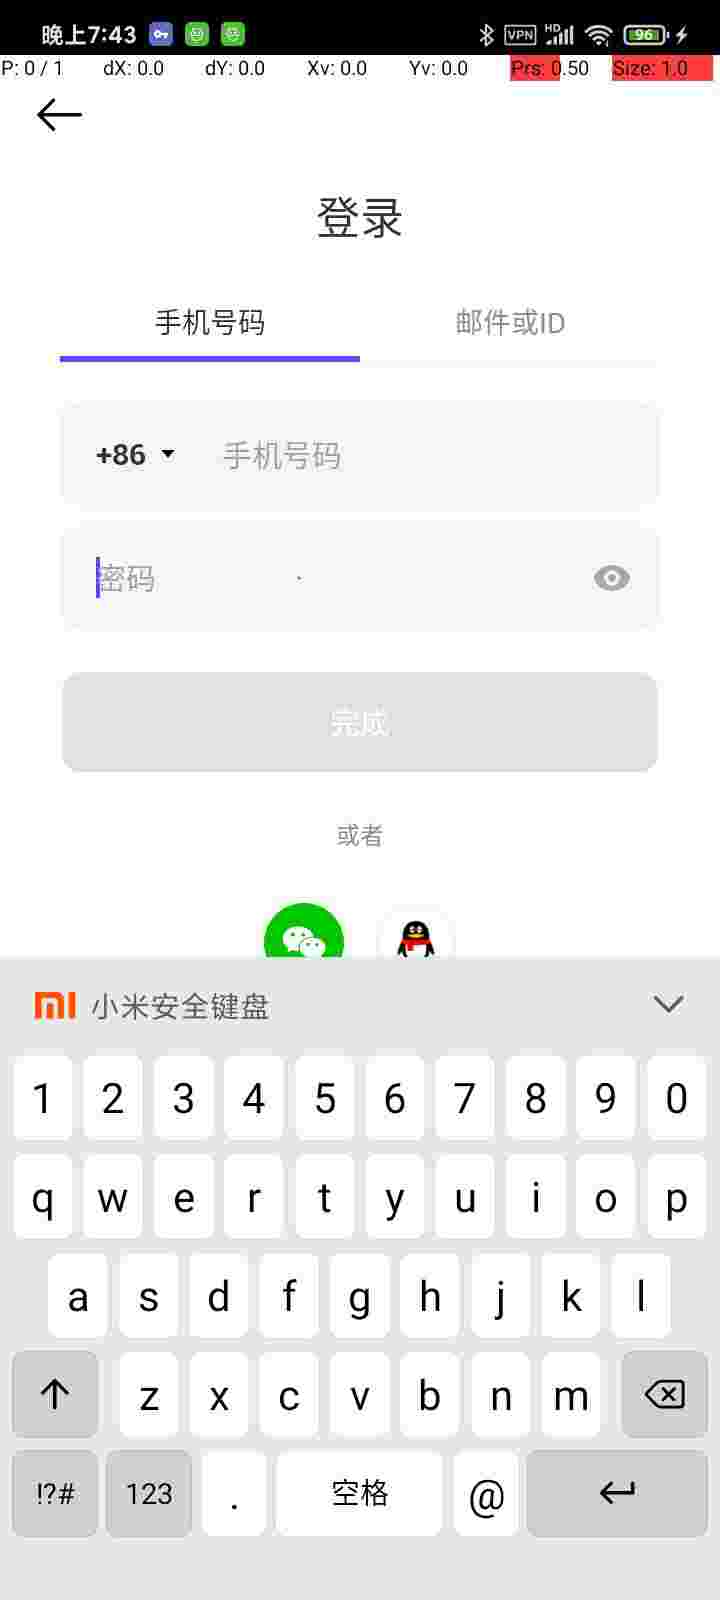 晚上7:43 VPN HD 96
P: 0 / 1 dX: 0.0 dY: 0.0 Xv: 0.0 Yv: 0.0 Prs: 0.50 Size: 1.0
登录
手机号码 邮件或ID
+86 手机号码
密码
完成
或者
小米安全键盘
1 2 3 4 5 6 7 8 9 0
q w e r t y u i o p
a s d f g h j k l
z x c v b n m
!?# 123 . 空格 @